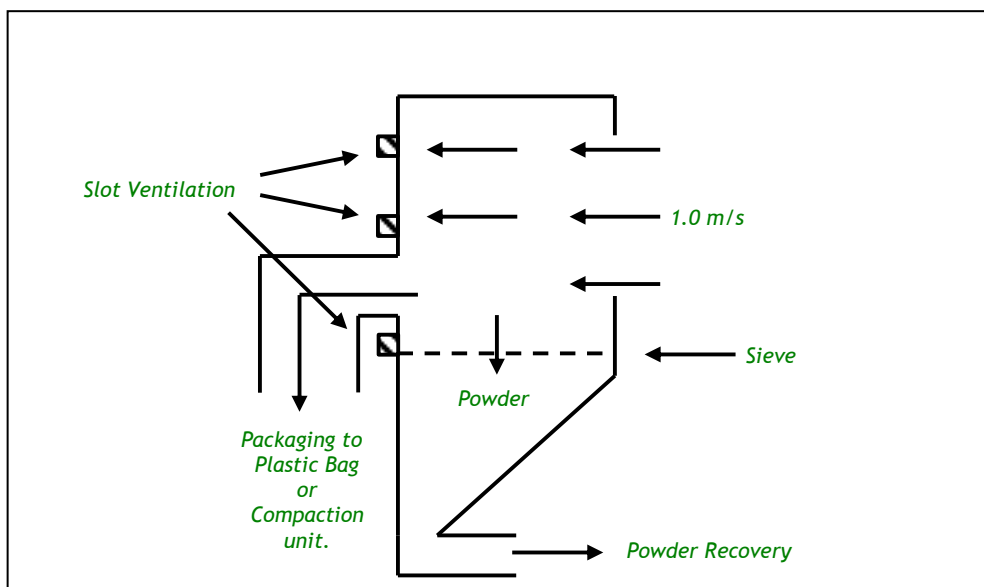 Slot Ventilation
1.0 m/s
Sieve
Powder
Packaging to
Plastic Bag
or
Compaction
unit.
Powder Recovery